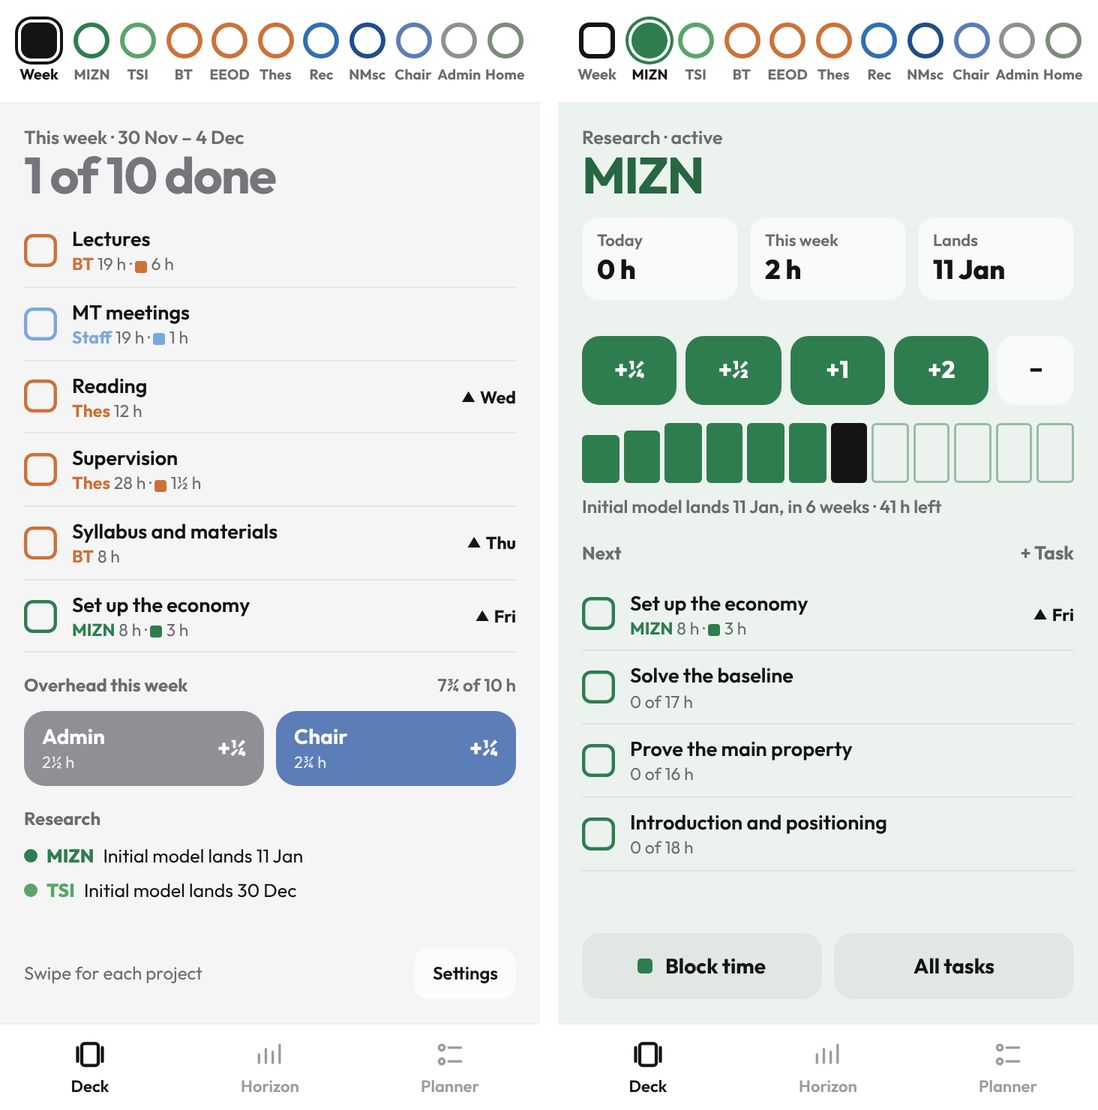 Week MIZN TSI BT EEOD Thes Rec NMsc Chair Admin Home
This week · 30 Nov – 4 Dec
1 of 10 done
Lectures
BT 19 h · 6 h
MT meetings
Staff 19 h · 1 h
Reading
Thes 12 h
▲ Wed
Supervision
Thes 28 h · 1½ h
Syllabus and materials
BT 8 h
▲ Thu
Set up the economy
MIZN 8 h · 3 h
▲ Fri
Overhead this week 7¾ of 10 h
Admin
2½ h
+¼
Chair
2¾ h
+¼
Research
MIZN Initial model lands 11 Jan
TSI Initial model lands 30 Dec
Swipe for each project
Settings
Deck Horizon Planner
Week MIZN TSI BT EEOD Thes Rec NMsc Chair Admin Home
Research · active
MIZN
Today
0 h
This week
2 h
Lands
11 Jan
+¼ +½ +1 +2 −
Initial model lands 11 Jan, in 6 weeks · 41 h left
Next + Task
Set up the economy
MIZN 8 h · 3 h
▲ Fri
Solve the baseline
0 of 17 h
Prove the main property
0 of 16 h
Introduction and positioning
0 of 18 h
Block time
All tasks
Deck Horizon Planner